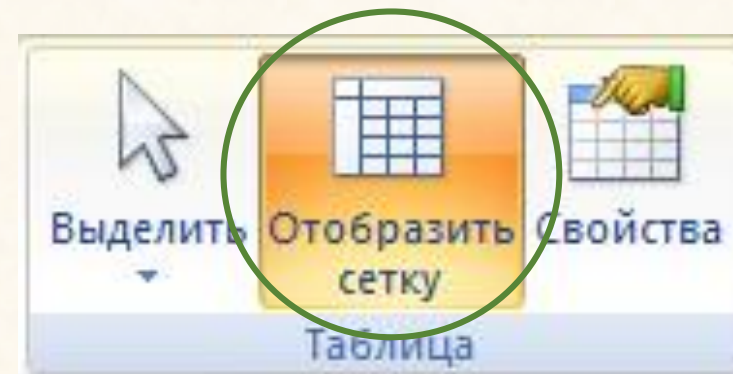 Выделить Отобразить Свойства
сетку
Таблица